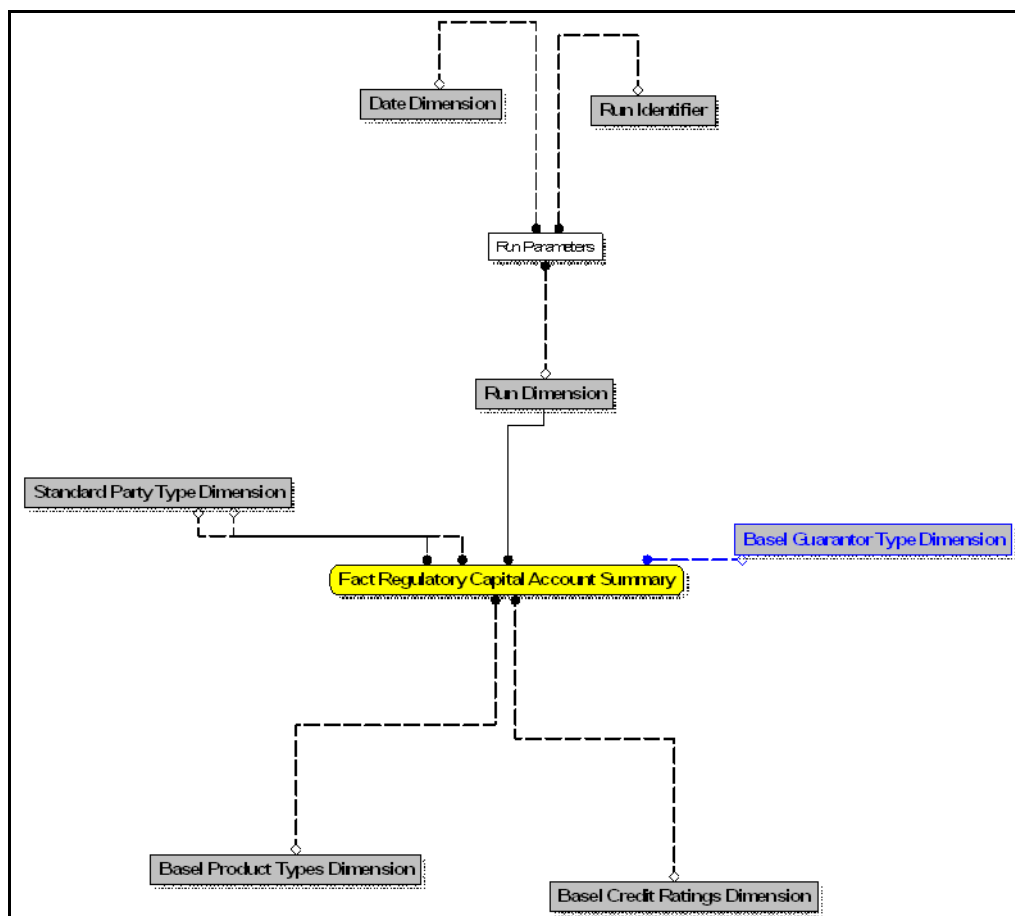 Date Dimension
Run Identifier
Run Parameters
Run Dimension
Standard Party Type Dimension
Basel Guarantor Type Dimension
Fact Regulatory Capital Account Summary
Basel Product Types Dimension
Basel Credit Ratings Dimension